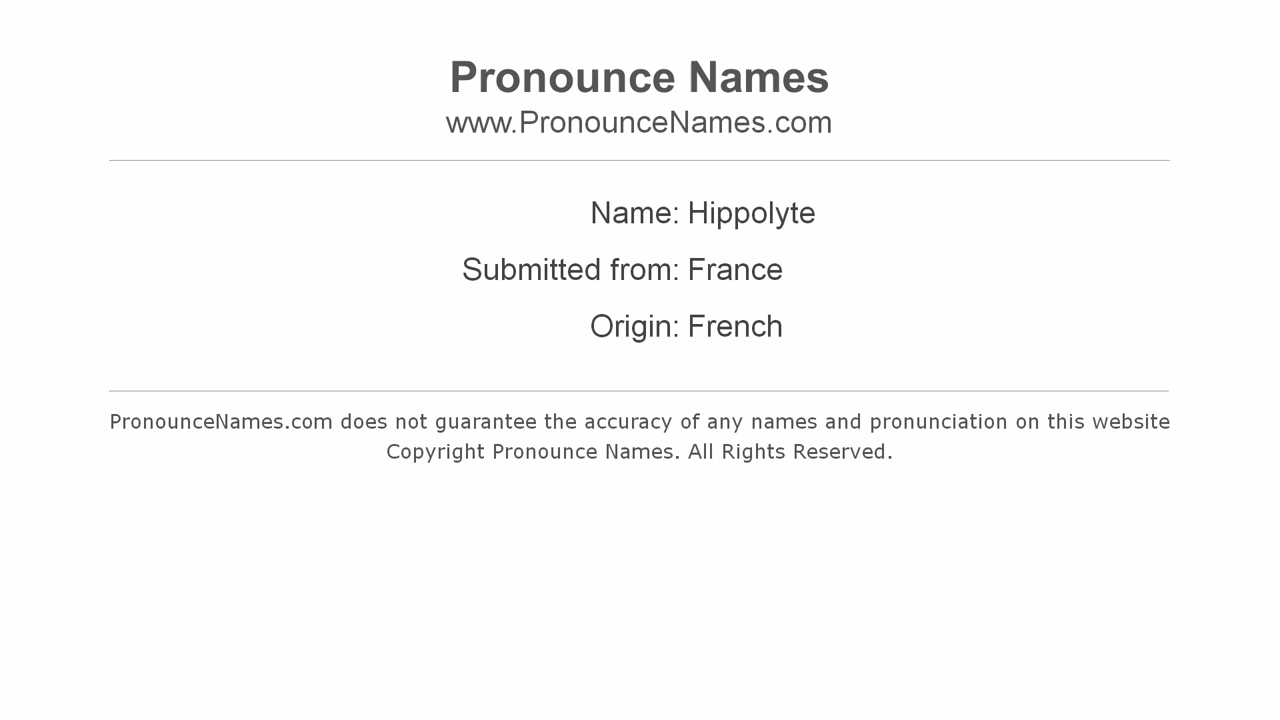 Pronounce Names
www.PronounceNames.com
Name: Hippolyte
Submitted from: France
Origin: French
PronounceNames.com does not guarantee the accuracy of any names and pronunciation on this website
Copyright Pronounce Names. All Rights Reserved.